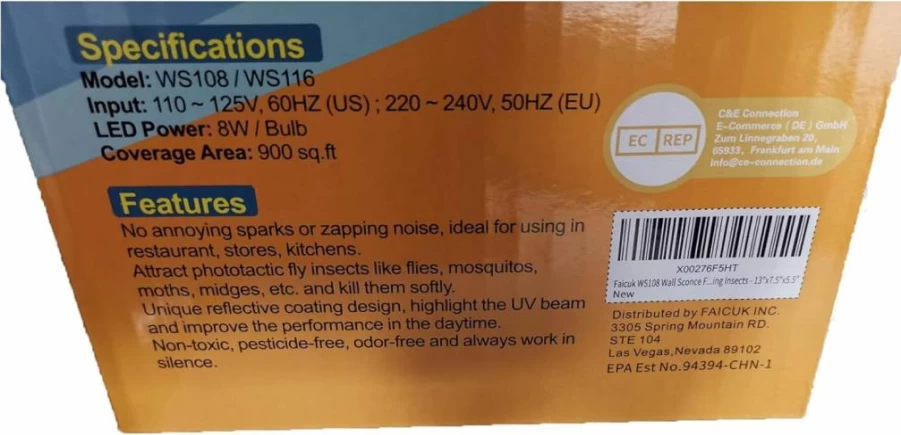 Specifications
Model: WS108 / WS116
Input: 110 ~ 125V, 60HZ (US) ; 220 ~ 240V, 50HZ (EU)
LED Power: 8W / Bulb
Coverage Area: 900 sq.ft
EC REP
C&E Connection
E-Commerce ( DE ) GmbH
Zum Linnegraben 20,
65933, Frankfurt am Main
info@ce-connection.de
Features
No annoying sparks or zapping noise, ideal for using in
restaurant, stores, kitchens.
Attract phototactic fly insects like flies, mosquitos,
moths, midges, etc. and kill them softly.
Unique reflective coating design, highlight the UV beam
and improve the performance in the daytime.
Non-toxic, pesticide-free, odor-free and always work in
silence.
X00276F5HT
Faicuk WS108 Wall Sconce F...ing Insects - 13"x7.5"x5.5"
New
Distributed by FAICUK INC.
3305 Spring Mountain RD.
STE 104
Las Vegas,Nevada 89102
EPA Est No.94394-CHN-1